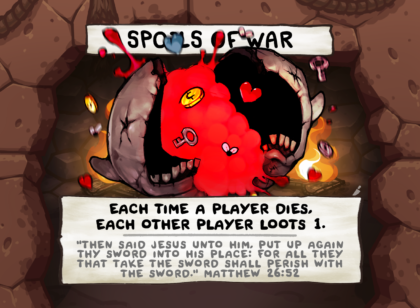 SPOILS OF WAR
EACH TIME A PLAYER DIES,
EACH OTHER PLAYER LOOTS 1.
"THEN SAID JESUS UNTO HIM, PUT UP AGAIN
THY SWORD INTO HIS PLACE: FOR ALL THEY
THAT TAKE THE SWORD SHALL PERISH WITH
THE SWORD." MATTHEW 26:52